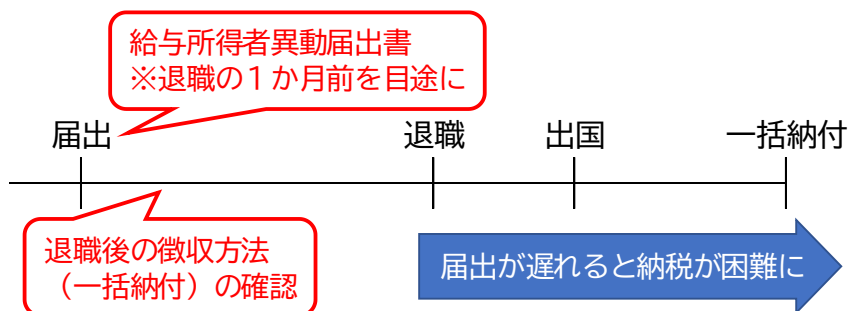 給与所得者異動届出書
※退職の１か月前を目途に
届出
退職
出国
一括納付
退職後の徴収方法
（一括納付）の確認
届出が遅れると納税が困難に